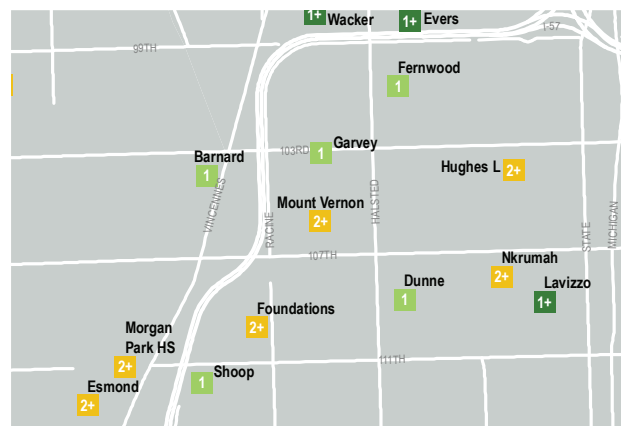 1+
Wacker
1+
Evers
I-57
99TH
Fernwood
1
Garvey
103RD
1
Barnard
1
Hughes L
2+
VINCENNES
HALSTED
Mount Vernon
2+
RACINE
STATE
MICHIGAN
107TH
Nkrumah
2+
Dunne
1
Lavizzo
1+
Foundations
2+
Morgan
Park HS
2+
111TH
Shoop
1
Esmond
2+